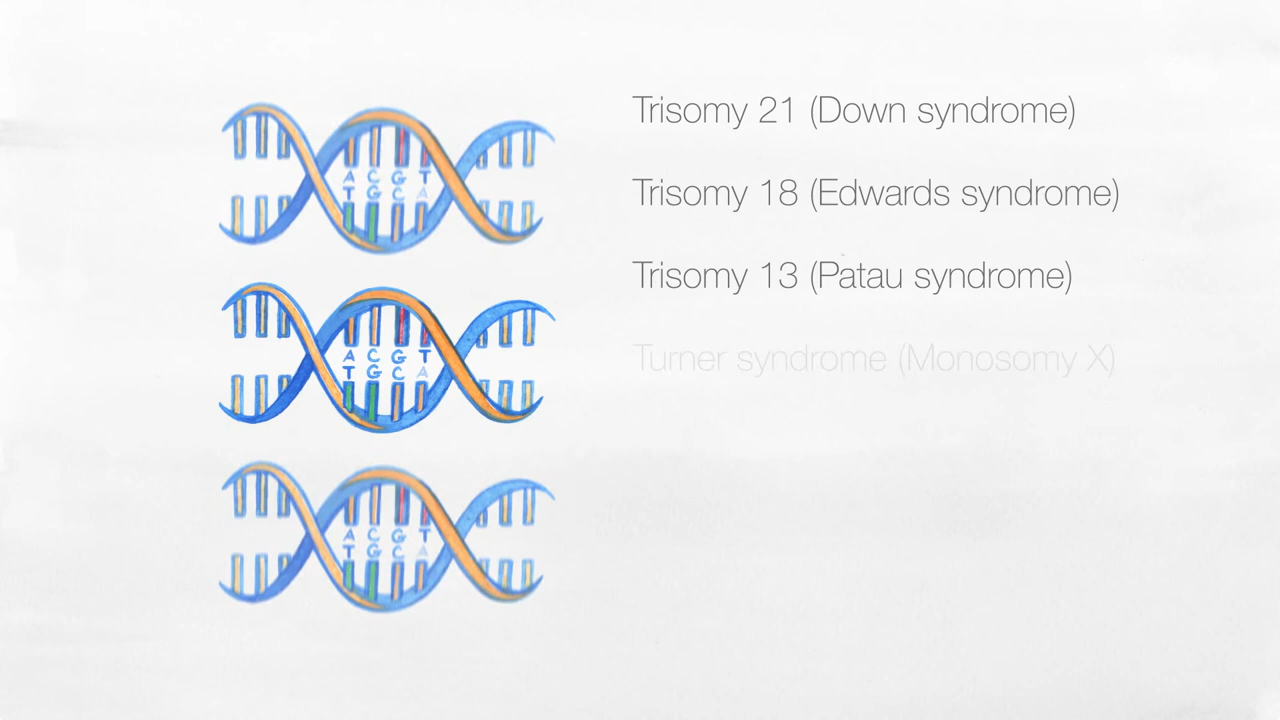 A C G T
T G C A
Trisomy 21 (Down syndrome)
Trisomy 18 (Edwards syndrome)
Trisomy 13 (Patau syndrome)
A C G T
T G C A
Turner syndrome (Monosomy X)
A C G T
T G C A